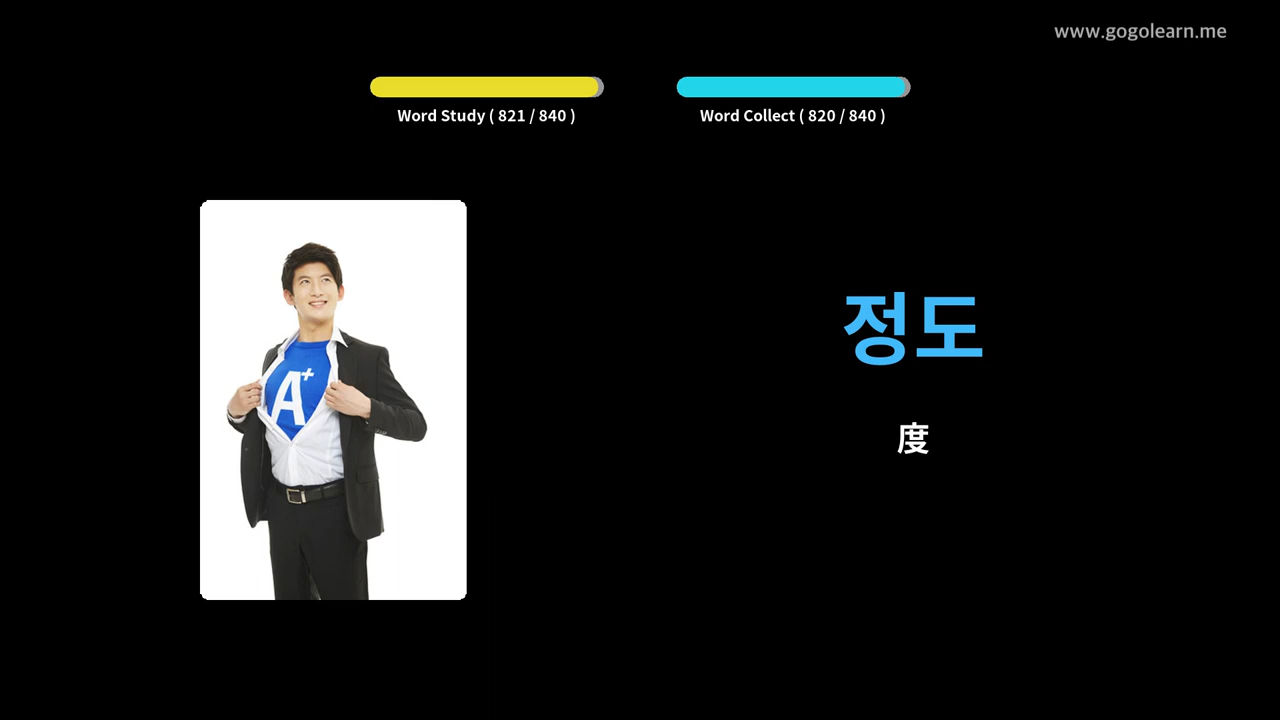 www.gogolearn.me
Word Study ( 821 / 840 )
Word Collect ( 820 / 840 )
A+
정도
度